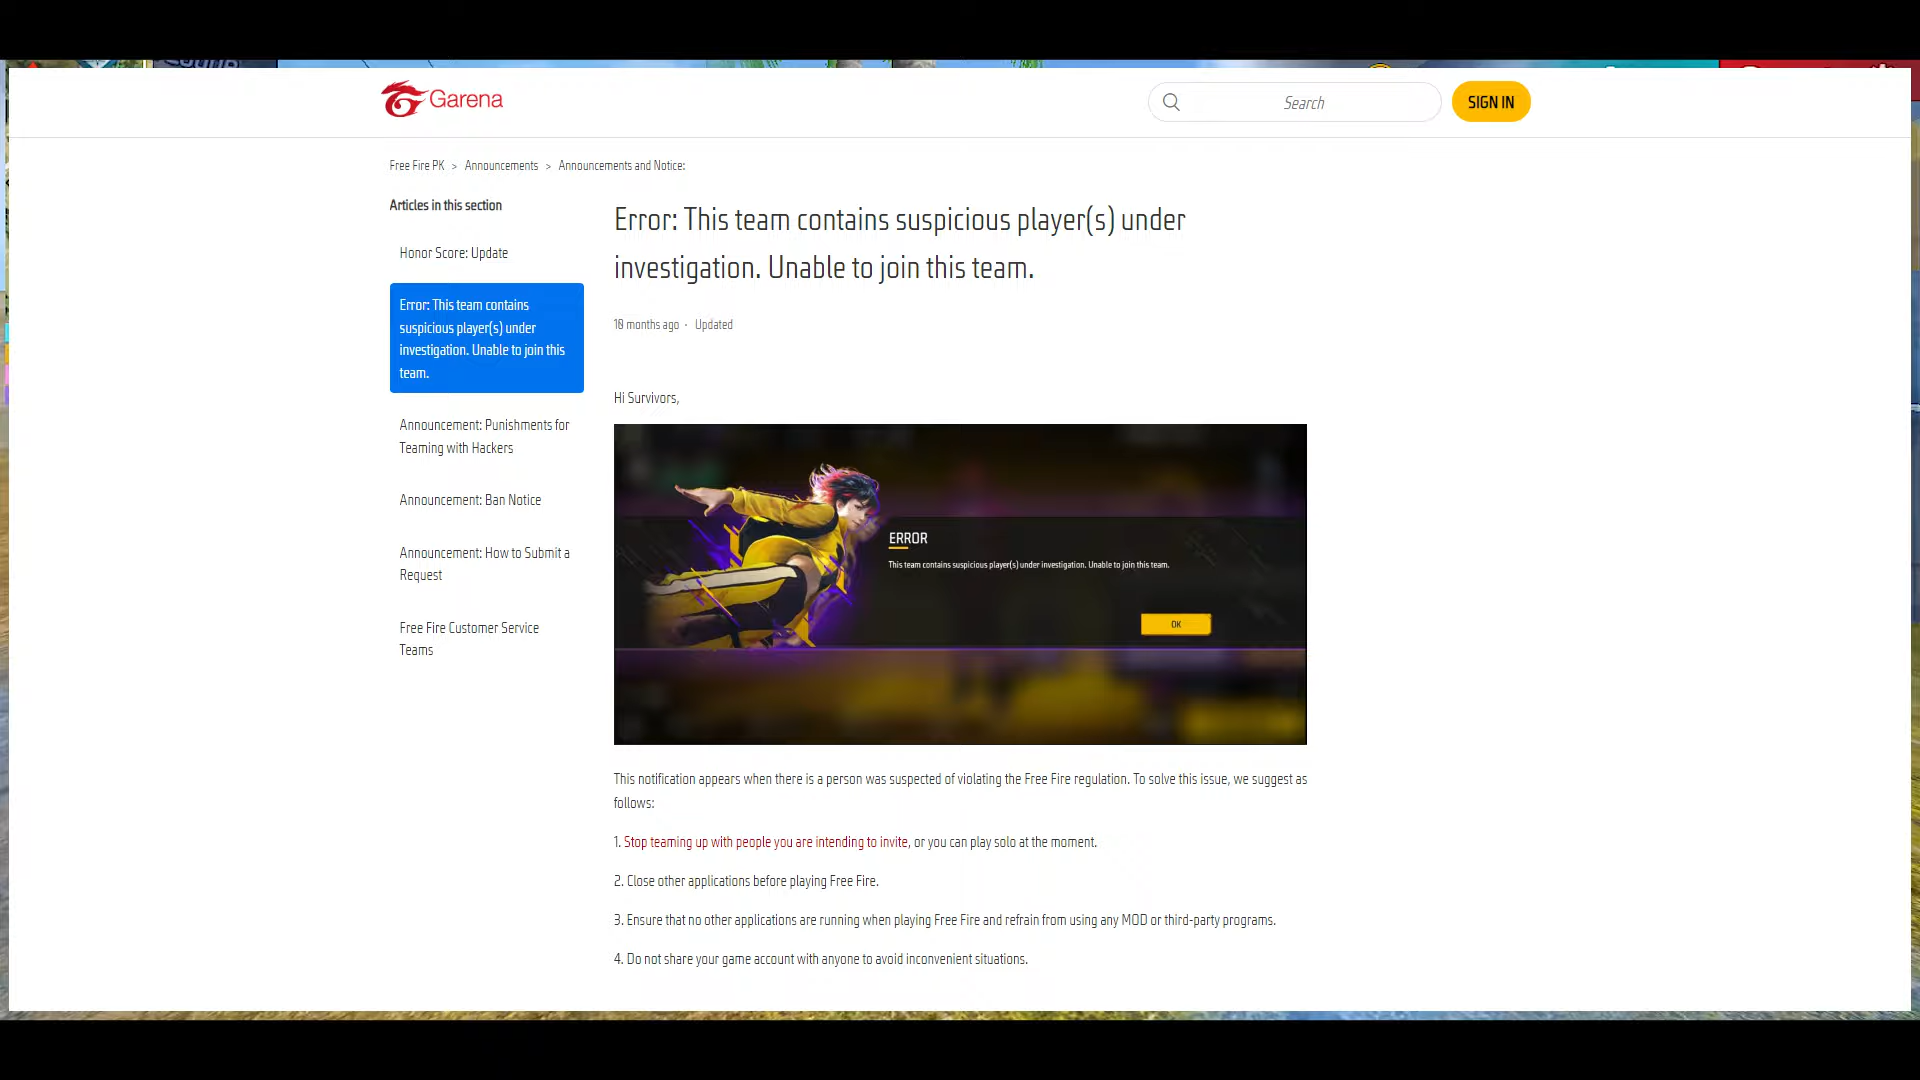 Garena
Search
SIGN IN
Free Fire PK > Announcements > Announcements and Notice:
Articles in this section
Honor Score: Update
Error: This team contains
suspicious player(s) under
investigation. Unable to join this
team.
Announcement: Punishments for
Teaming with Hackers
Announcement: Ban Notice
Announcement: How to Submit a
Request
Free Fire Customer Service
Teams
Error: This team contains suspicious player(s) under
investigation. Unable to join this team.
10 months ago · Updated
Hi Survivors,
ERROR
This team contains suspicious player(s) under investigation. Unable to join this team.
OK
This notification appears when there is a person was suspected of violating the Free Fire regulation. To solve this issue, we suggest as
follows:
1. Stop teaming up with people you are intending to invite, or you can play solo at the moment.
2. Close other applications before playing Free Fire.
3. Ensure that no other applications are running when playing Free Fire and refrain from using any MOD or third-party programs.
4. Do not share your game account with anyone to avoid inconvenient situations.